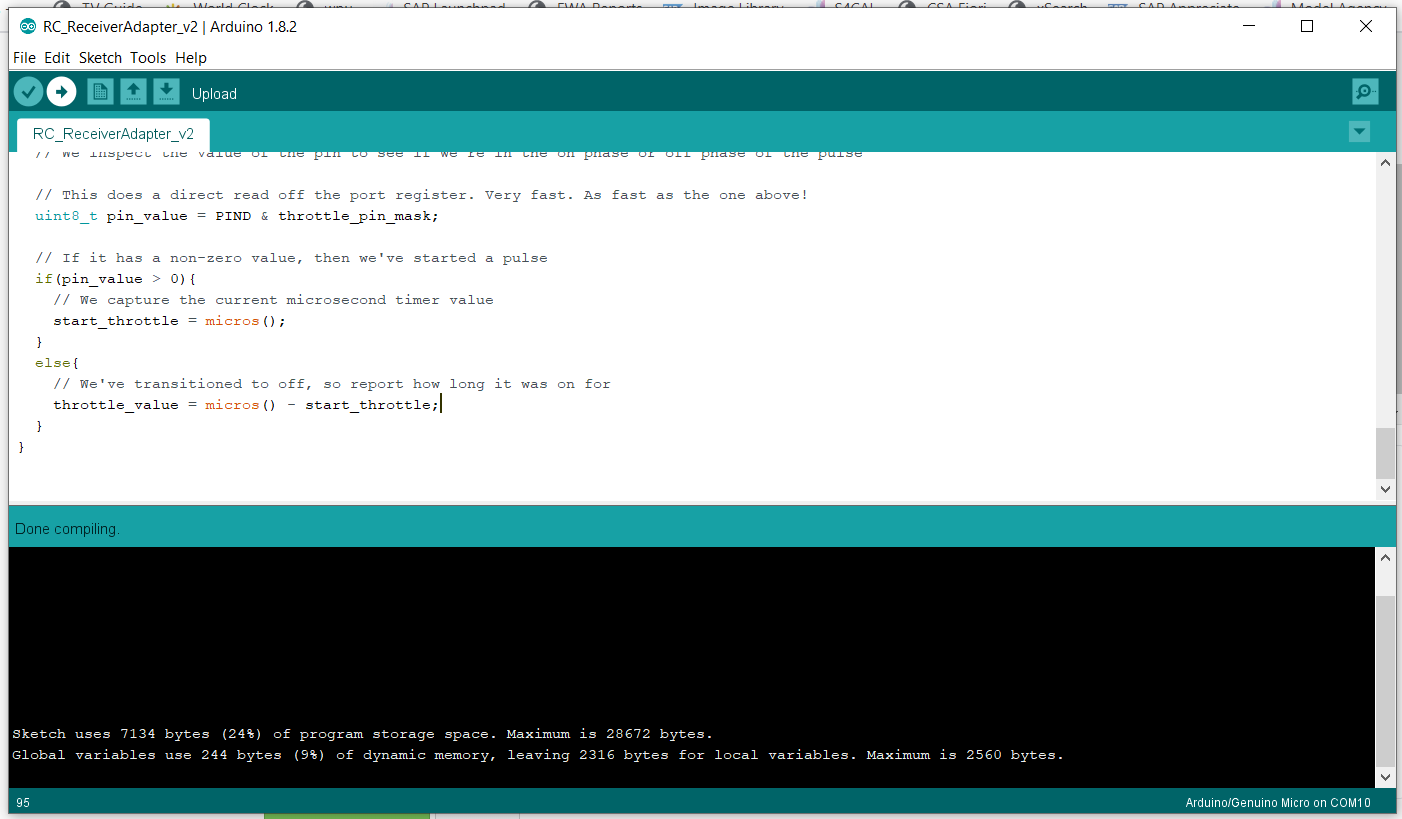 RC_ReceiverAdapter_v2 | Arduino 1.8.2
File Edit Sketch Tools Help
Upload
RC_ReceiverAdapter_v2
// We inspect the value of the pin to see if we're in the on phase or off phase of the pulse
// This does a direct read off the port register. Very fast. As fast as the one above!
uint8_t pin_value = PIND & throttle_pin_mask;
// If it has a non-zero value, then we've started a pulse
if(pin_value > 0){
// We capture the current microsecond timer value
start_throttle = micros();
}
else{
// We've transitioned to off, so report how long it was on for
throttle_value = micros() - start_throttle;
}
}
Done compiling.
Sketch uses 7134 bytes (24%) of program storage space. Maximum is 28672 bytes.
Global variables use 244 bytes (9%) of dynamic memory, leaving 2316 bytes for local variables. Maximum is 2560 bytes.
95
Arduino/Genuino Micro on COM10